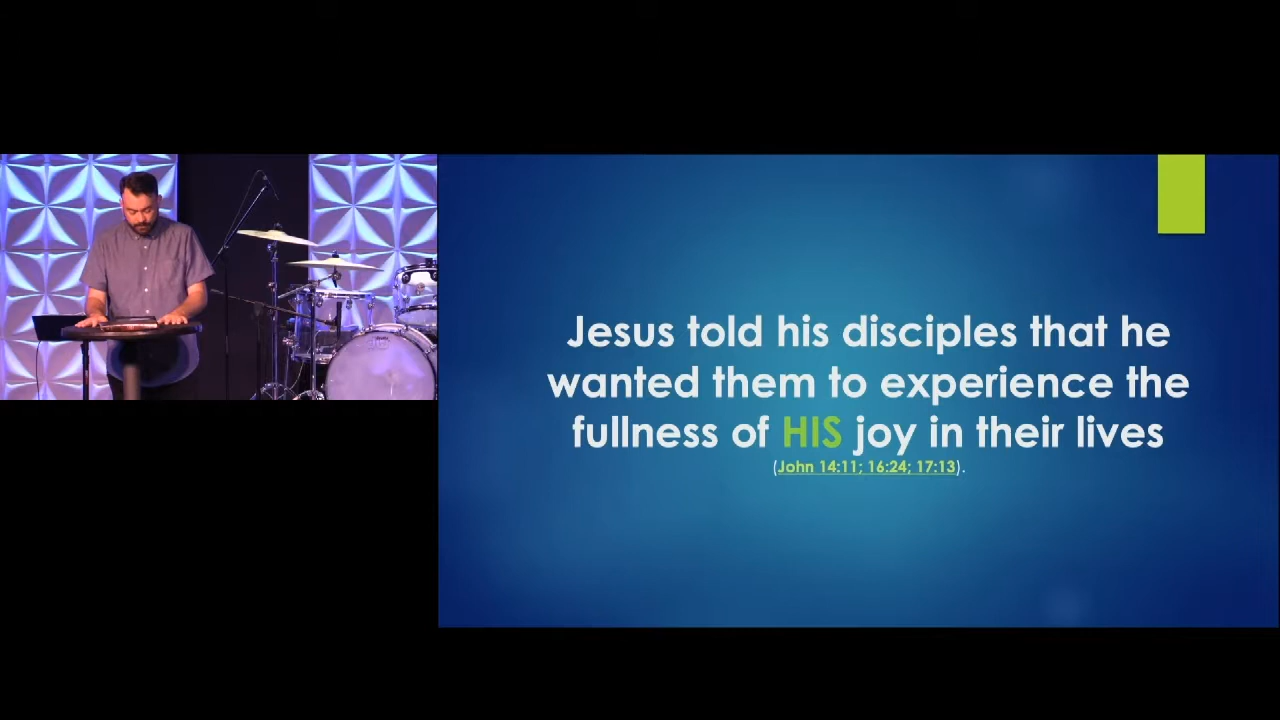 Jesus told his disciples that he
wanted them to experience the
fullness of HIS joy in their lives
(John 14:11; 16:24; 17:13).